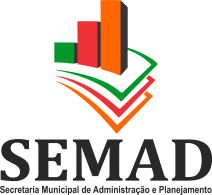 SEMAD
Secretaria Municipal de Administração e Planejamento